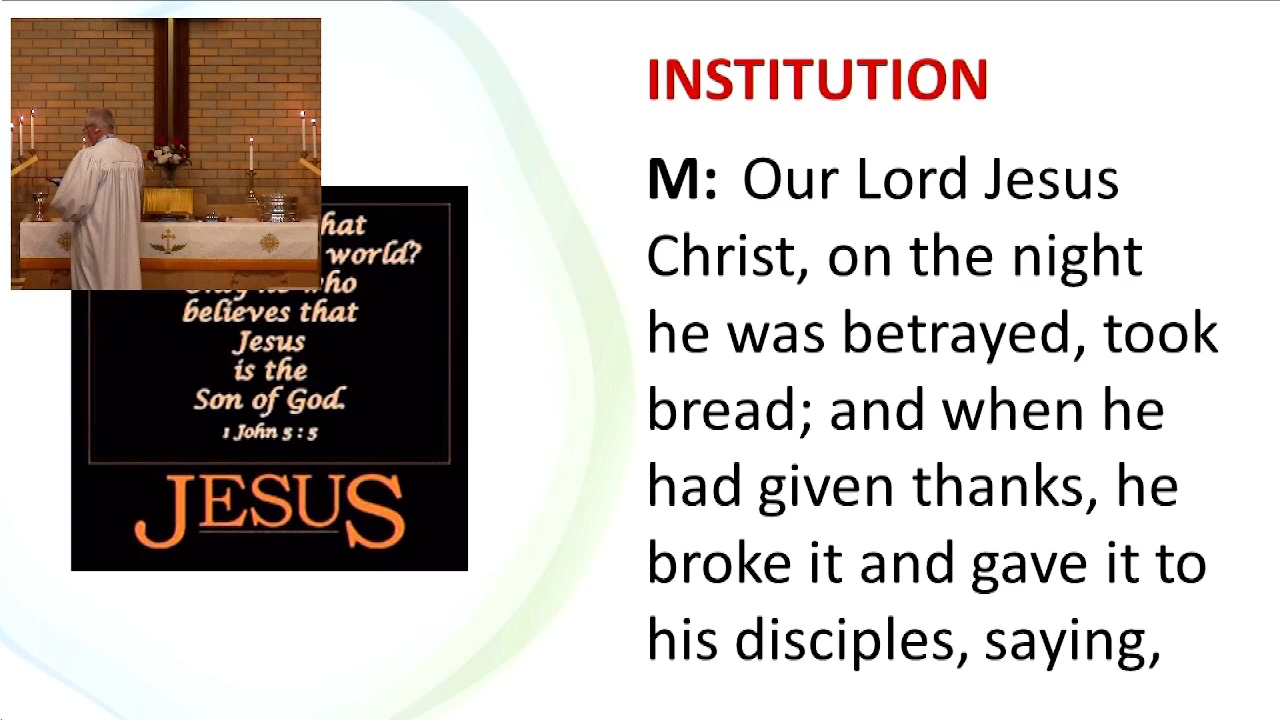 INSTITUTION
M: Our Lord Jesus
Christ, on the night
he was betrayed, took
bread; and when he
had given thanks, he
broke it and gave it to
his disciples, saying,
world?
believes that
Jesus
is the
Son of God.
1 John 5 : 5
JESUS